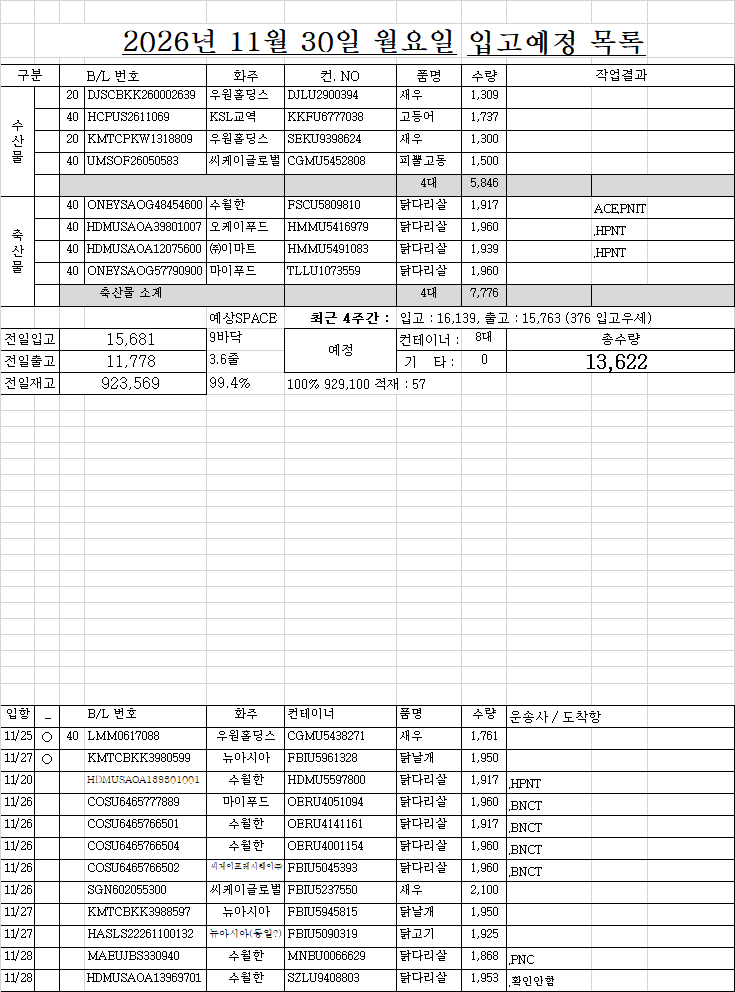 2026년 11월 30일 월요일 입고예정 목록
구분 B/L 번호 화주 컨. NO 품명 수량 작업결과
수산물
20 DJSCBKK260002639 우원홀딩스 DJLU2900394 새우 1,309
40 HCPUS2611069 KSL교역 KKFU6777038 고등어 1,737
20 KMTCPKW1318809 우원홀딩스 SEKU9398624 새우 1,300
40 UMSOF26050583 씨케이글로벌 CGMU5452808 피뿔고둥 1,500
4대 5,846
축산물
40 ONEYSAOG48454600 수월한 FSCU5809810 닭다리살 1,917 ACE,PNIT
40 HDMUSAOA39801007 오케이푸드 HMMU5416979 닭다리살 1,960 ,HPNT
40 HDMUSAOA12075600 ㈜이마트 HMMU5491083 닭다리살 1,939 ,HPNT
40 ONEYSAOG57790900 마이푸드 TLLU1073559 닭다리살 1,960
축산물 소계 4대 7,776
예상SPACE 최근 4주간 : 입고 : 16,139, 출고 : 15,763 (376 입고우세)
전일입고 15,681 9바닥 예정 컨테이너 : 8대 총수량
전일출고 11,778 3.6줄 기 타 : 0 13,622
전일재고 923,569 99.4% 100% 929,100 적재 : 57
입항 _ B/L 번호 화주 컨테이너 품명 수량 운송사 / 도착항
11/25 ○ 40 LMM0617088 우원홀딩스 CGMU5438271 새우 1,761
11/27 ○ KMTCBKK3980599 뉴아시아 FBIU5961328 닭날개 1,950
11/20 HDMUSAOA189801001 수월한 HDMU5597800 닭다리살 1,917 ,HPNT
11/26 COSU6465777889 마이푸드 OERU4051094 닭다리살 1,960 ,BNCT
11/26 COSU6465766501 수월한 OERU4141161 닭다리살 1,917 ,BNCT
11/26 COSU6465766504 수월한 OERU4001154 닭다리살 1,960 ,BNCT
11/26 COSU6465766502 FBIU5045393 닭다리살 1,960 ,BNCT
11/26 SGN602055300 씨케이글로벌 FBIU5237550 새우 2,100
11/27 KMTCBKK3988597 뉴아시아 FBIU5945815 닭날개 1,950
11/27 HASLS22261100132 뉴아시아(통일?) FBIU5090319 닭고기 1,925
11/28 MAEUJBS330940 수월한 MNBU0066629 닭다리살 1,868 ,PNC
11/28 HDMUSAOA13969701 수월한 SZLU9408803 닭다리살 1,953 ,확인안함